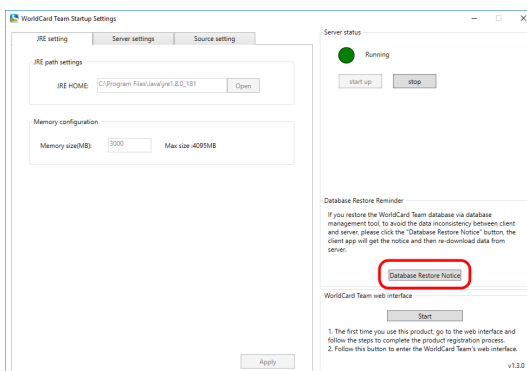 WorldCard Team Startup Settings
JRE setting
Server settings
Source setting
JRE path settings
JRE HOME:
C:\Program Files\Java\jre1.8.0_181
Open
Memory configuration
Memory size(MB):
3000
Max size :4095MB
Apply
Server status
Running
start up
stop
Database Restore Reminder
If you restore the WorldCard Team database via database
management tool, to avoid the data inconsistency between client
and server, please click the "Database Restore Notice" button, the
client app will get the notice and then re-download data from
server.
Database Restore Notice
WorldCard Team web interface
Start
1. The first time you use this product, go to the web interface and
follow the steps to complete the product registration process.
2. Follow this button to enter the WorldCard Team's web interface.
v1.3.0